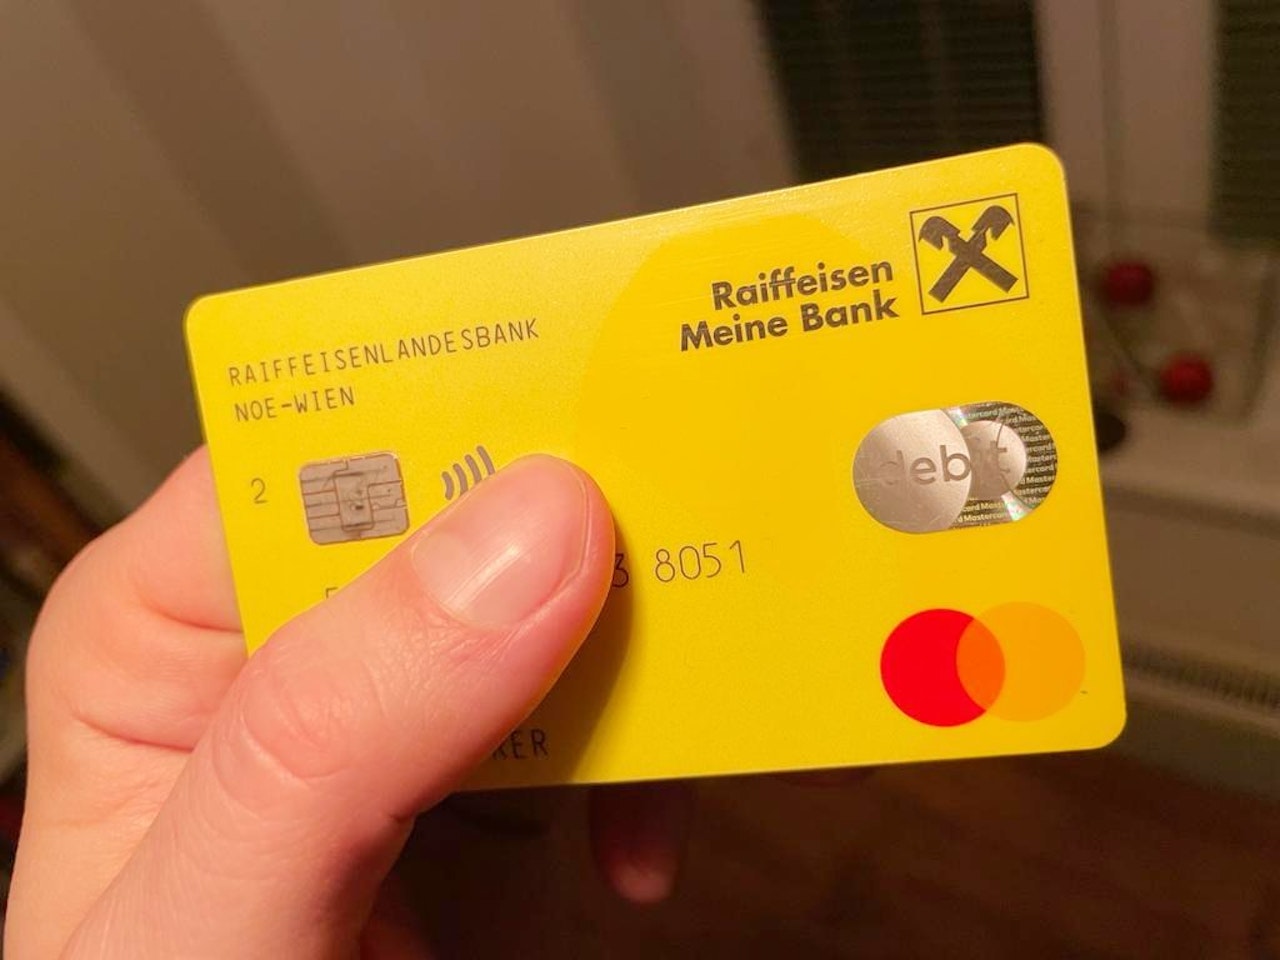 Raiffeisen
Meine Bank
RAIFFEISENLANDESBANK
NOE-WIEN
debit
2
3 8051